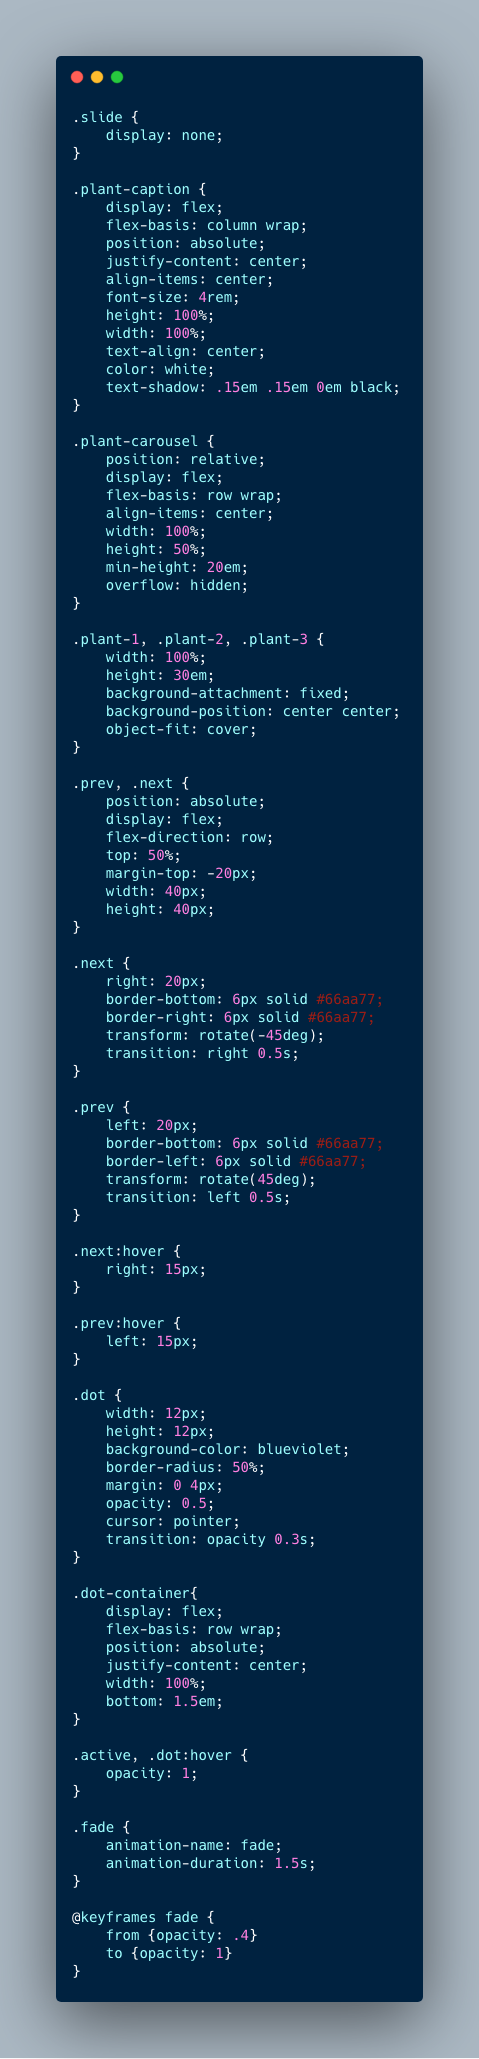 .slide {
    display: none;
}

.plant-caption {
    display: flex;
    flex-basis: column wrap;
    position: absolute;
    justify-content: center;
    align-items: center;
    font-size: 4rem;
    height: 100%;
    width: 100%;
    text-align: center;
    color: white;
    text-shadow: .15em .15em 0em black;
}

.plant-carousel {
    position: relative;
    display: flex;
    flex-basis: row wrap;
    align-items: center;
    width: 100%;
    height: 50%;
    min-height: 20em;
    overflow: hidden;
}

.plant-1, .plant-2, .plant-3 {
    width: 100%;
    height: 30em;
    background-attachment: fixed;
    background-position: center center;
    object-fit: cover;
}

.prev, .next {
    position: absolute;
    display: flex;
    flex-direction: row;
    top: 50%;
    margin-top: -20px;
    width: 40px;
    height: 40px;
}

.next {
    right: 20px;
    border-bottom: 6px solid #66aa77;
    border-right: 6px solid #66aa77;
    transform: rotate(-45deg);
    transition: right 0.5s;
}

.prev {
    left: 20px;
    border-bottom: 6px solid #66aa77;
    border-left: 6px solid #66aa77;
    transform: rotate(45deg);
    transition: left 0.5s;
}

.next:hover {
    right: 15px;
}

.prev:hover {
    left: 15px;
}

.dot {
    width: 12px;
    height: 12px;
    background-color: blueviolet;
    border-radius: 50%;
    margin: 0 4px;
    opacity: 0.5;
    cursor: pointer;
    transition: opacity 0.3s;
}

.dot-container{
    display: flex;
    flex-basis: row wrap;
    position: absolute;
    justify-content: center;
    width: 100%;
    bottom: 1.5em;
}

.active, .dot:hover {
    opacity: 1;
}

.fade {
    animation-name: fade;
    animation-duration: 1.5s;
}

@keyframes fade {
    from {opacity: .4}
    to {opacity: 1}
}